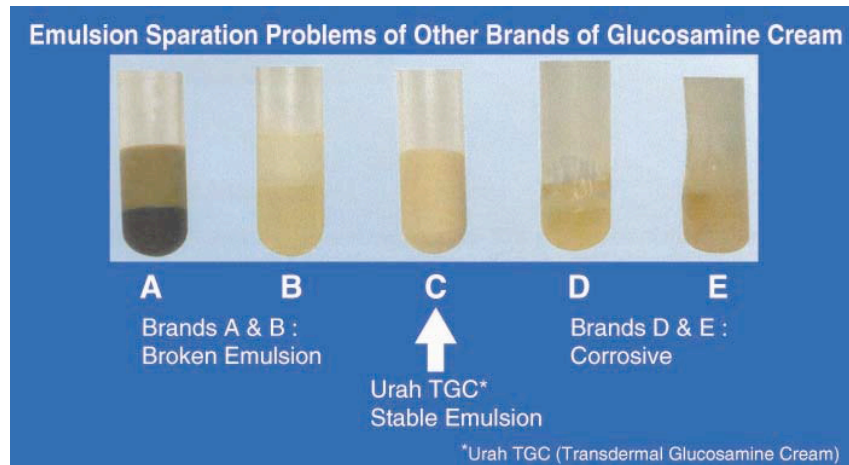 Emulsion Sparation Problems of Other Brands of Glucosamine Cream
A B C D E
Brands A & B :
Broken Emulsion
Brands D & E :
Corrosive
Urah TGC*
Stable Emulsion
*Urah TGC (Transdermal Glucosamine Cream)